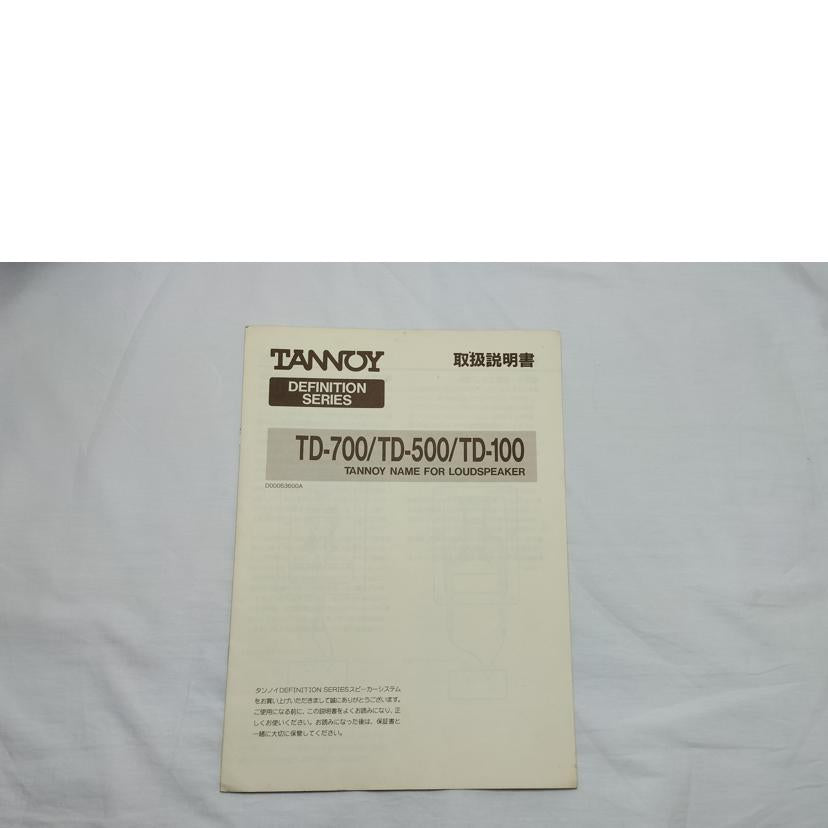 TANNOY
取扱説明書
DEFINITION
SERIES
TD-700/TD-500/TD-100
TANNOY NAME FOR LOUDSPEAKER
D00053600A
タンノイDEFINITION SERIESスピーカーシステム
をお買い上げいただきまして誠にありがとうございます。
ご使用になる前に、この説明書をよくお読みになり、正
しくお使いください。お読みになった後は、保証書と
一緒に大切に保管してください。